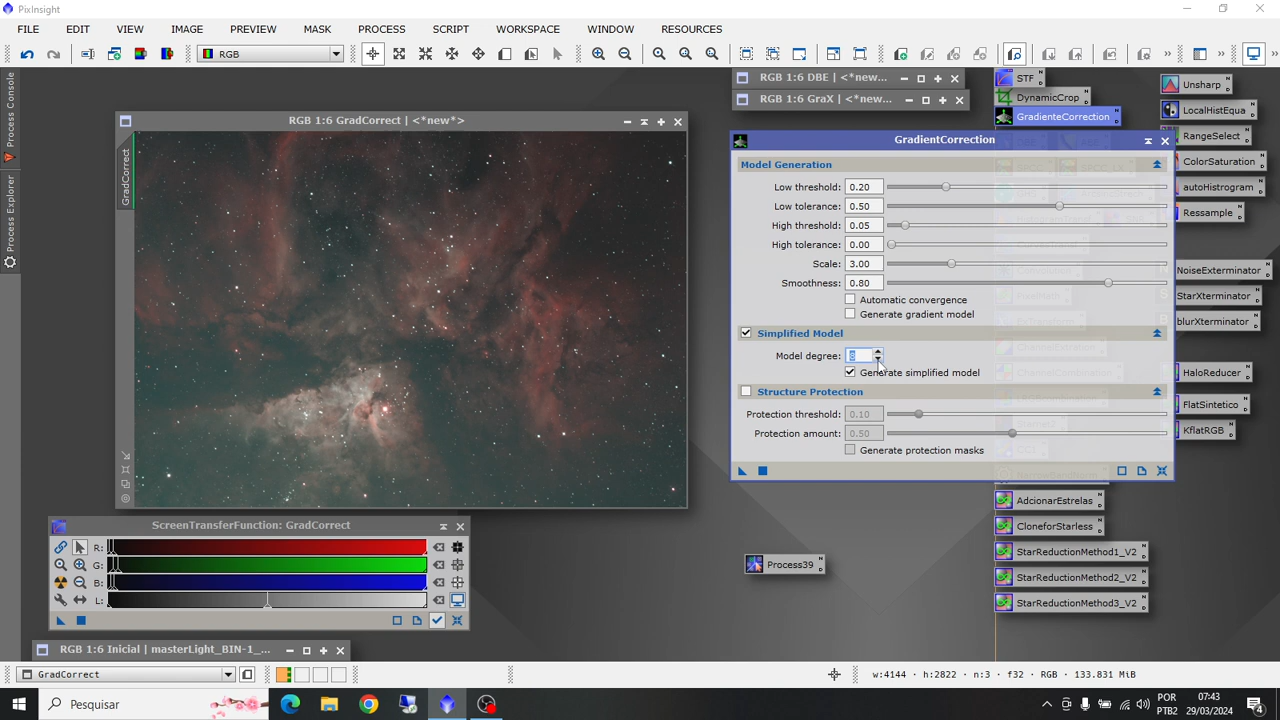 PixInsight
FILE EDIT VIEW IMAGE PREVIEW MASK PROCESS SCRIPT WORKSPACE WINDOW RESOURCES
RGB
Process Console
Process Explorer
RGB 1:6 GradCorrect | <*new*>
GradCorrect
RGB 1:6 DBE | <*new...
RGB 1:6 GraX | <*new...
STF
DynamicCrop
GradienteCorrection
Unsharp
LocalHistEqua
RangeSelect
ColorSaturation
autoHistrogram
Ressample
NoiseExterminator
StarXterminator
blurXterminator
HaloReducer
FlatSintetico
KflatRGB
GradientCorrection
Model Generation
Low threshold: 0.20
Low tolerance: 0.50
High threshold: 0.05
High tolerance: 0.00
Scale: 3.00
Smoothness: 0.80
Automatic convergence
Generate gradient model
Simplified Model
Model degree: 8
Generate simplified model
Structure Protection
Protection threshold: 0.10
Protection amount: 0.50
Generate protection masks
AdcionarEstrelas
CloneforStarless
StarReductionMethod1_V2
StarReductionMethod2_V2
StarReductionMethod3_V2
Process39
ScreenTransferFunction: GradCorrect
R:
G:
B:
L:
RGB 1:6 Inicial | masterLight_BIN-1_...
GradCorrect
w:4144 · h:2822 · n:3 · f32 · RGB · 133.831 MiB
Pesquisar
POR
PTB2
07:43
29/03/2024
4